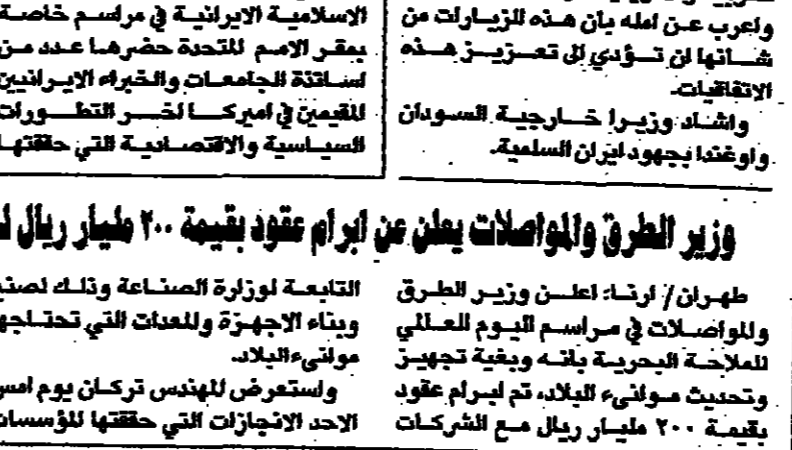 واعرب عن امله بان هذه الزيارات من
شانها ان تؤدي الى تعزيز هذه
الاتفاقيات.
واشاد وزيرا خارجية السودان
واوغندا بجهود ايران السلمية.
الاسلامية الايرانية في مراسم خاصة
بمقر الامم المتحدة حضرها عدد من
اساتذة الجامعات والخبراء الايرانيين
المقيمين في اميركا اخر التطورات
السياسية والاقتصادية التي حققتها
وزير الطرق والمواصلات يعلن عن ابرام عقود بقيمة ٢٠٠ مليار ريال
طهران/ ارنا: اعلن وزير الطرق
والمواصلات في مراسم اليوم العالمي
للملاحة البحرية بانه وبغية تجهيز
وتحديث موانىء البلاد، تم ابرام عقود
بقيمة ٢٠٠ مليار ريال مع الشركات
التابعة لوزارة الصناعة وذلك لصنع
وبناء الاجهزة والمعدات التي تحتاجها
موانىء البلاد.
واستعرض المهندس تركان يوم امس
الاحد الانجازات التي حققتها المؤسسات